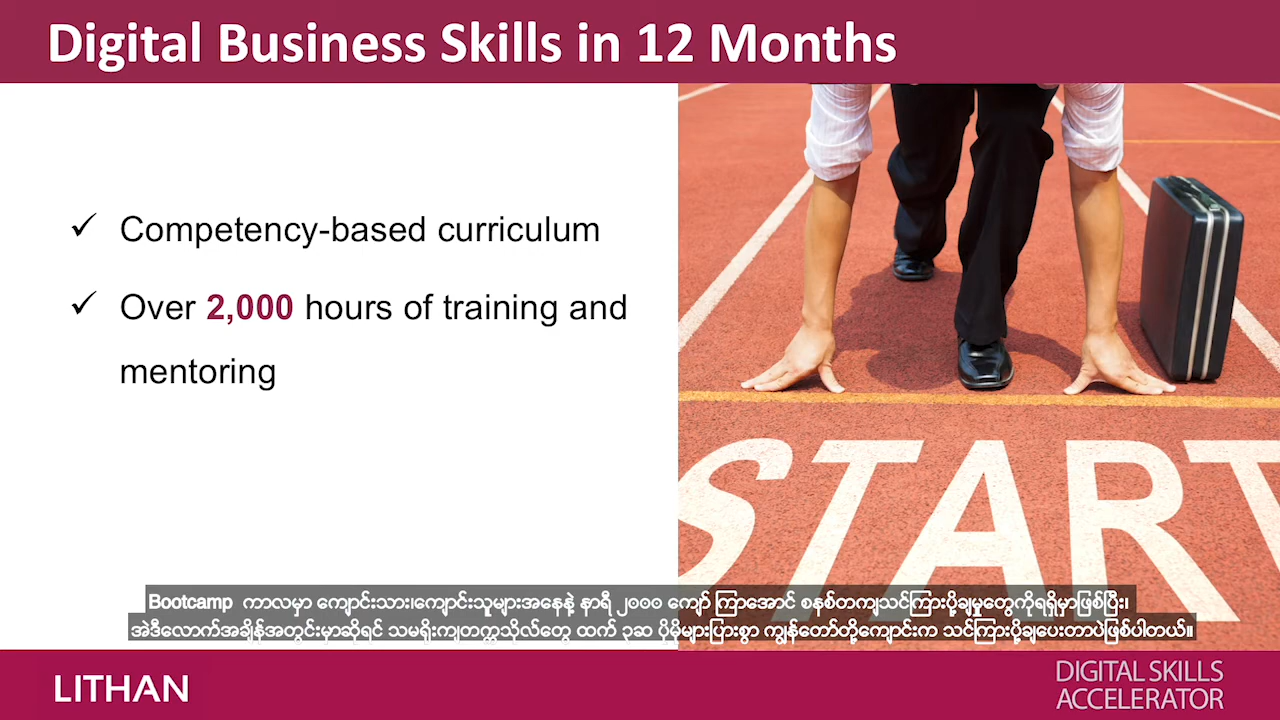 Digital Business Skills in 12 Months
✓ Competency-based curriculum
✓ Over 2,000 hours of training and
mentoring
START
Bootcamp ကာလမှာ ကျောင်းသား၊ကျောင်းသူများအနေနဲ့ နာရီ ၂၀၀၀ ကျော် ကြာအောင် စနစ်တကျသင်ကြားပို့ချမှုတွေကိုရရှိမှာဖြစ်ပြီး၊
အဲဒီလောက်အချိန်အတွင်းမှာဆိုရင် သမရိုးကျတက္ကသိုလ်တွေ ထက် ၃ဆ ပိုမိုများပြားစွာ ကျွန်တော်တို့ကျောင်းက သင်ကြားပို့ချပေးတာပဲဖြစ်ပါတယ်။
LITHAN
DIGITAL SKILLS
ACCELERATOR